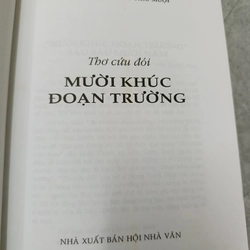 Thơ cứu đói
MƯỜI KHÚC
ĐOẠN TRƯỜNG
NHÀ XUẤT BẢN HỘI NHÀ VĂN